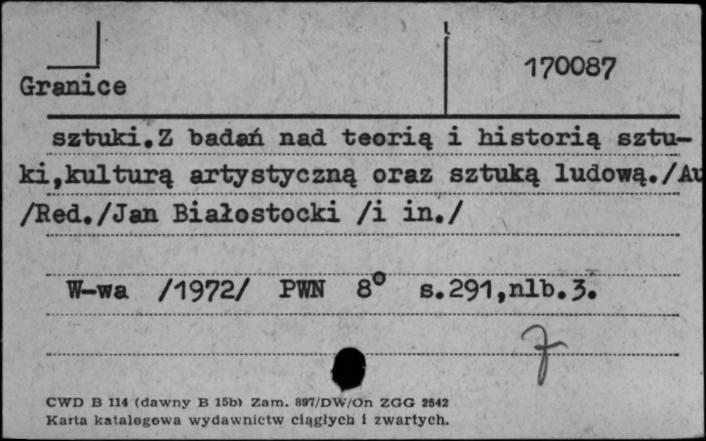 170087
Granice
sztuki.Z badań nad teorią i historią sztu-
ki,kulturą artystyczną oraz sztuką ludową./Au
/Red./Jan Białostocki /i in./
W-wa /1972/ PWN 8° s.291,nlb.3.
CWD B 114 (dawny B 15b) Zam. 897/DW/On ZGG 2542
Karta katalogowa wydawnictw ciągłych i zwartych.